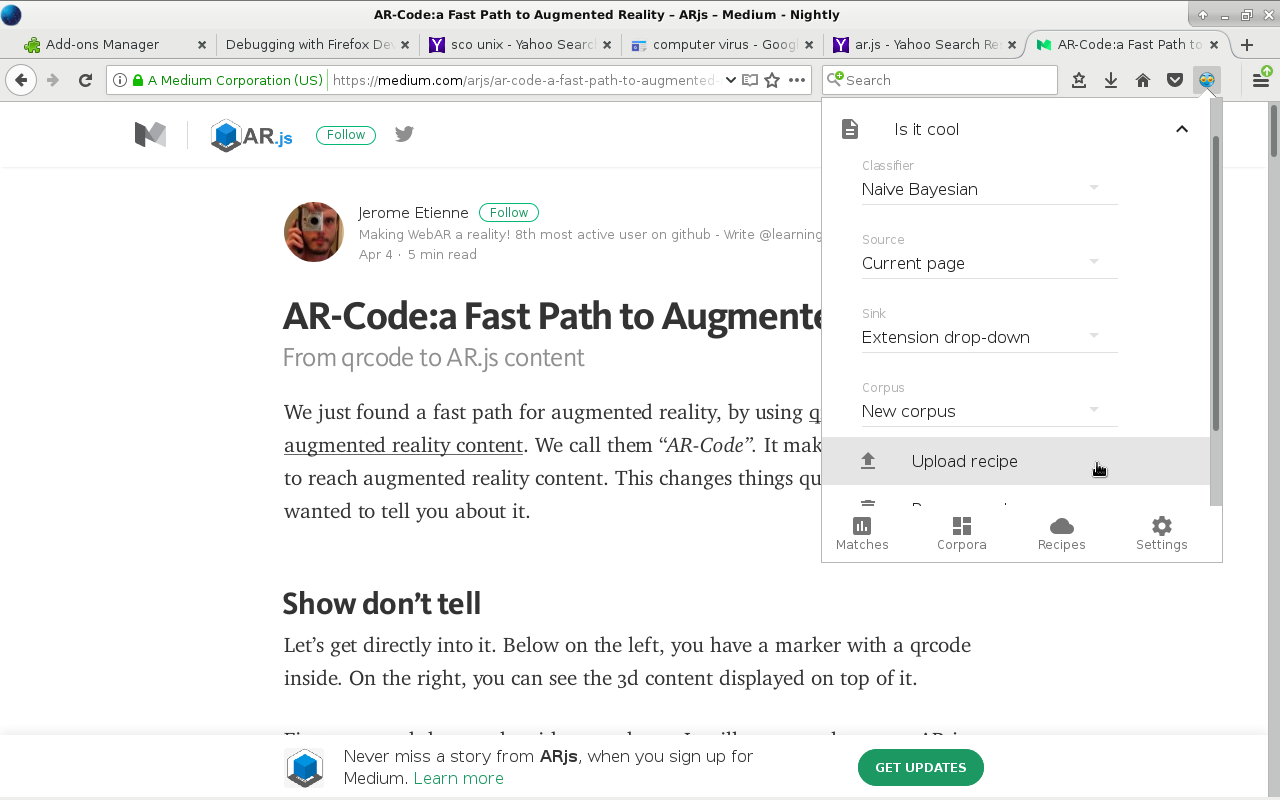 AR-Code:a Fast Path to Augmented Reality – ARjs – Medium - Nightly
Add-ons Manager
Debugging with Firefox De
sco unix - Yahoo Search
computer virus - Goog
ar.js - Yahoo Search Re
AR-Code:a Fast Path to
A Medium Corporation (US)
https://medium.com/arjs/ar-code-a-fast-path-to-augmented-
Search
AR.js
Follow
Jerome Etienne
Follow
Making WebAR a reality! 8th most active user on github - Write @learning
Apr 4 · 5 min read
AR-Code:a Fast Path to Augmente
From qrcode to AR.js content
We just found a fast path for augmented reality, by using q
augmented reality content. We call them “AR-Code”. It mak
to reach augmented reality content. This changes things qu
wanted to tell you about it.
Show don’t tell
Let’s get directly into it. Below on the left, you have a marker with a qrcode
inside. On the right, you can see the 3d content displayed on top of it.
Is it cool
Classifier
Naive Bayesian
Source
Current page
Sink
Extension drop-down
Corpus
New corpus
Upload recipe
Matches
Corpora
Recipes
Settings
Never miss a story from ARjs, when you sign up for
Medium. Learn more
GET UPDATES